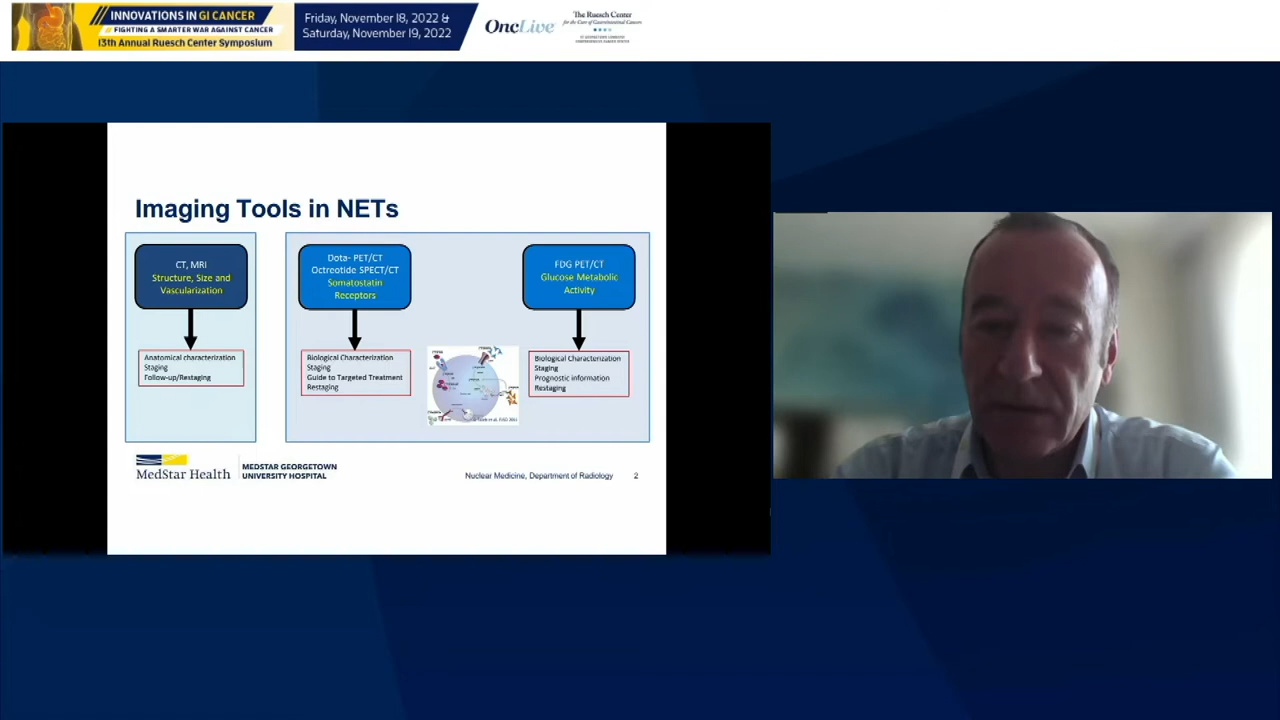 INNOVATIONS IN GI CANCER
FIGHTING A SMARTER WAR AGAINST CANCER
13th Annual Ruesch Center Symposium
Friday, November 18, 2022 &
Saturday, November 19, 2022
OncLive
The Ruesch Center
for the Cure of Gastrointestinal Cancers
Imaging Tools in NETs
CT, MRI
Structure, Size and
Vascularization
Anatomical characterization
Staging
Follow-up/Restaging
Dota- PET/CT
Octreotide SPECT/CT
Somatostatin
Receptors
Biological Characterization
Staging
Guide to Targeted Treatment
Restaging
FDG PET/CT
Glucose Metabolic
Activity
Biological Characterization
Staging
Prognostic information
Restaging
MedStar Health
MEDSTAR GEORGETOWN
UNIVERSITY HOSPITAL
Nuclear Medicine, Department of Radiology 2